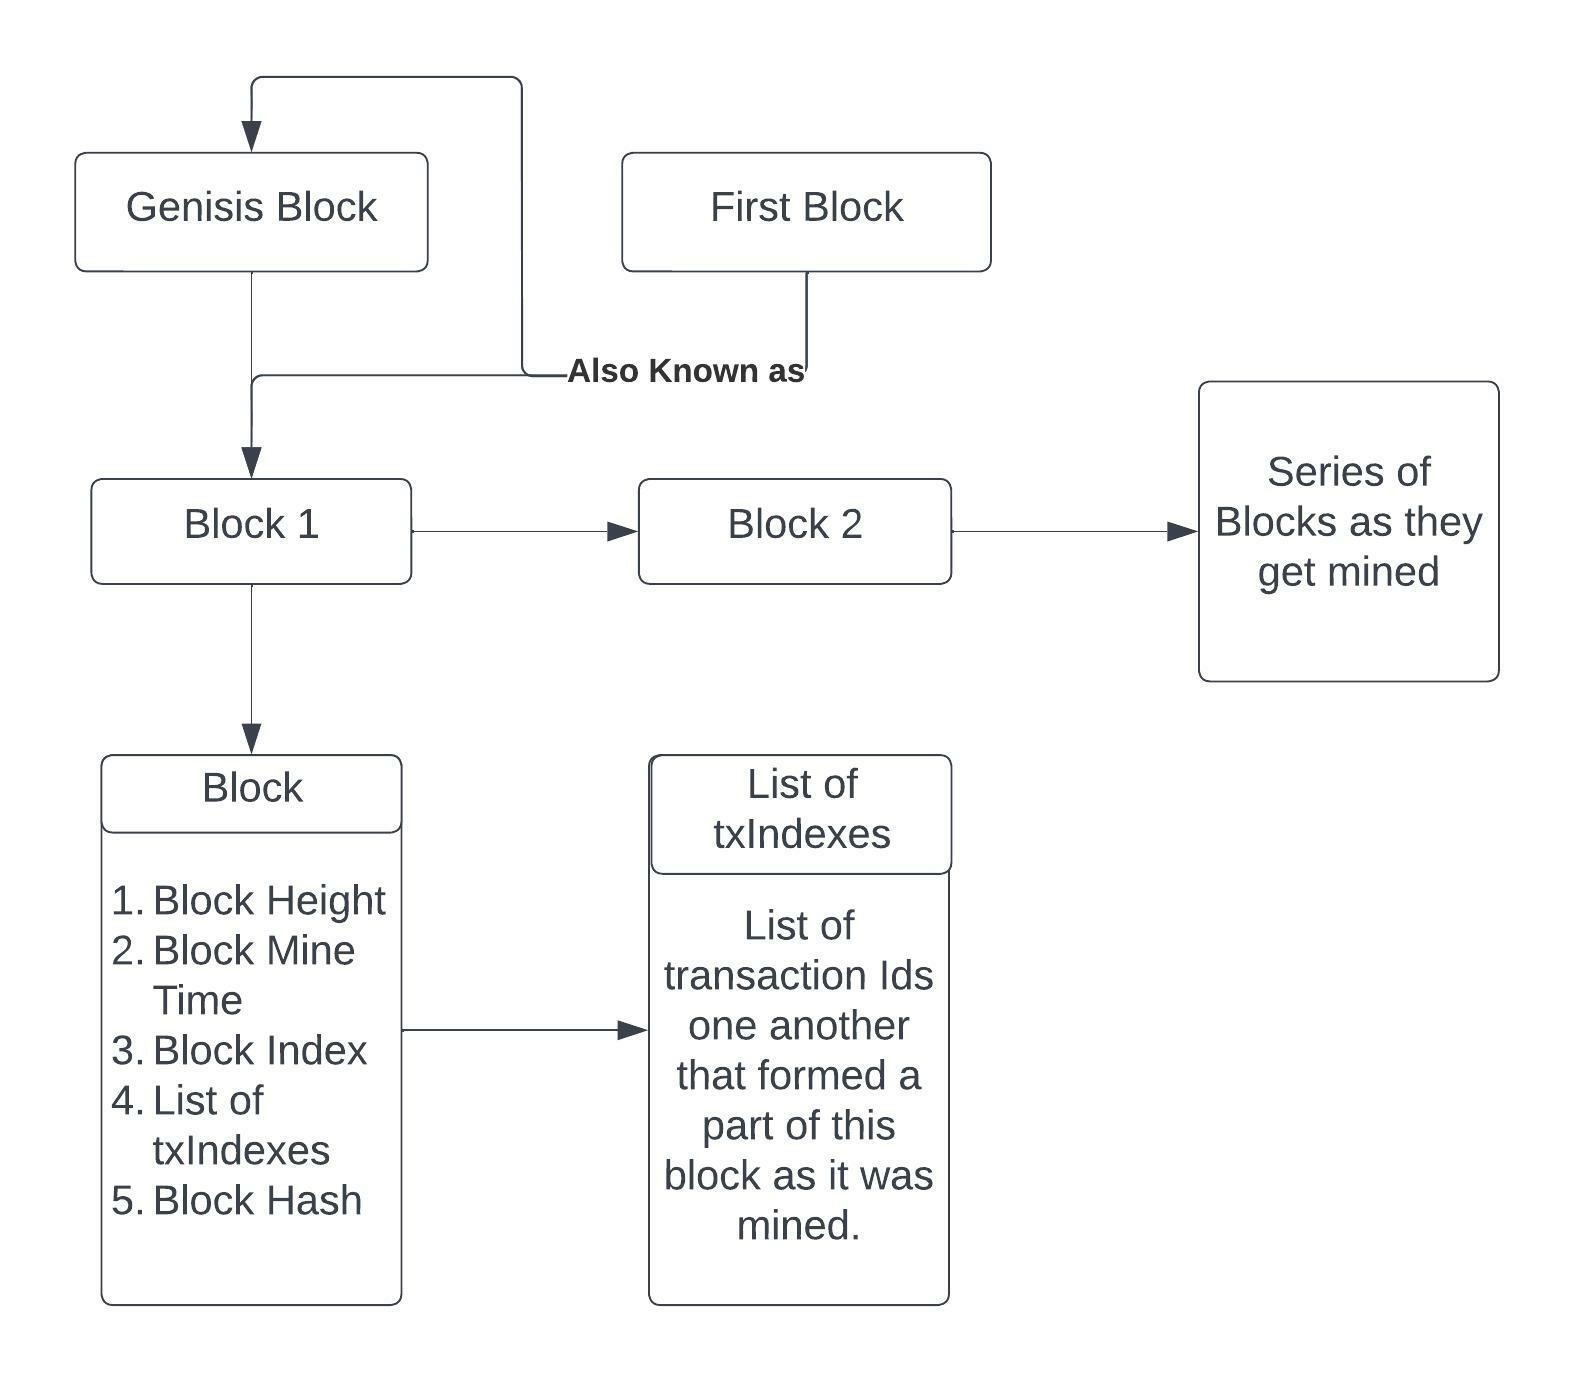 Genisis Block
First Block
Also Known as
Block 1
Block 2
Series of
Blocks as they
get mined
Block
1. Block Height
2. Block Mine
Time
3. Block Index
4. List of
txIndexes
5. Block Hash
List of
txIndexes
List of
transaction Ids
one another
that formed a
part of this
block as it was
mined.